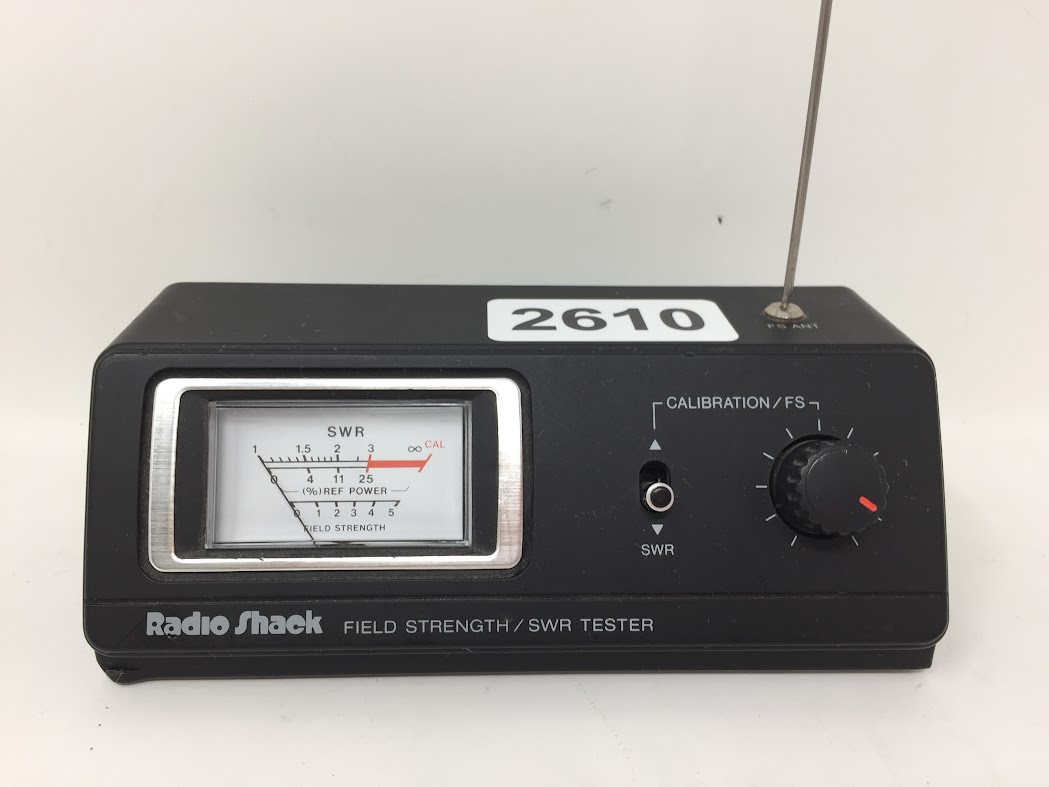 2610
FS ANT
CALIBRATION/FS
SWR
1 1.5 2 3 ∞ CAL
0 4 11 25
(%) REF POWER
0 1 2 3 4 5
FIELD STRENGTH
SWR
Radio Shack FIELD STRENGTH/SWR TESTER